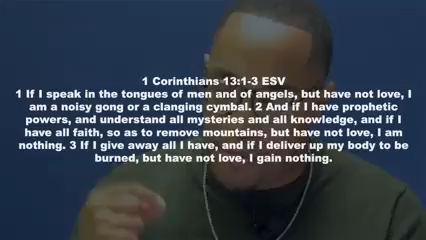 1 Corinthians 13:1-3 ESV
1 If I speak in the tongues of men and of angels, but have not love, I
am a noisy gong or a clanging cymbal. 2 And if I have prophetic
powers, and understand all mysteries and all knowledge, and if I
have all faith, so as to remove mountains, but have not love, I am
nothing. 3 If I give away all I have, and if I deliver up my body to be
burned, but have not love, I gain nothing.